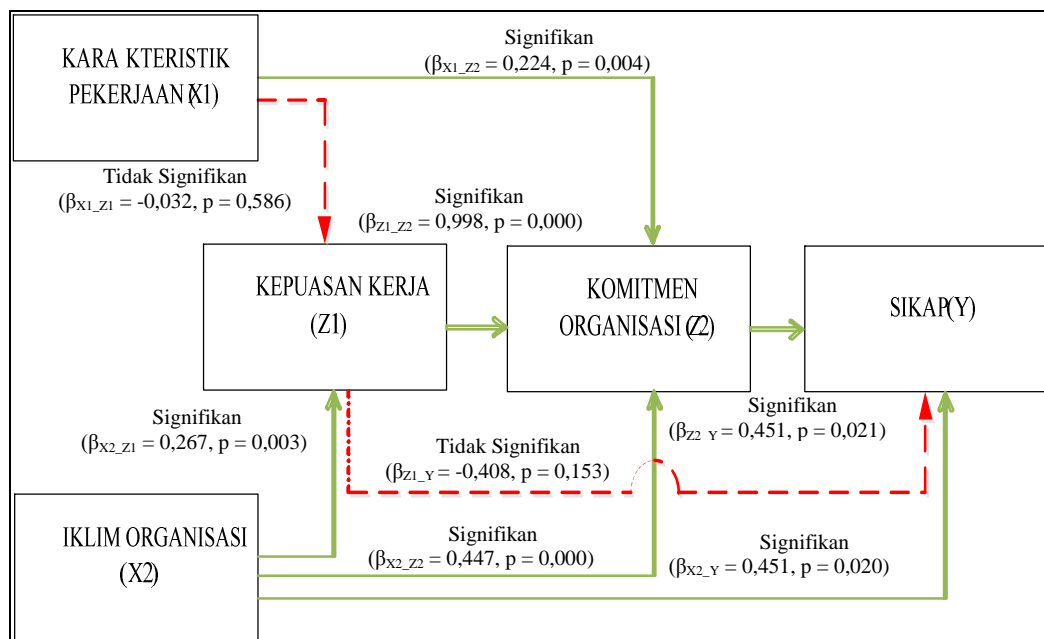 Signifikan
(βX1_Z2 = 0,224, p = 0,004)
KARA KTERISTIK
PEKERJAAN (X1)
Tidak Signifikan
(βX1_Z1 = -0,032, p = 0,586)
Signifikan
(βZ1_Z2 = 0,998, p = 0,000)
KEPUASAN KERJA
(Z1)
KOMITMEN
ORGANISASI (Z2)
SIKAP (Y)
Signifikan
(βX2_Z1 = 0,267, p = 0,003)
Tidak Signifikan
(βZ1_Y = -0,408, p = 0,153)
Signifikan
(βZ2_Y = 0,451, p = 0,021)
IKLIM ORGANISASI
(X2)
Signifikan
(βX2_Z2 = 0,447, p = 0,000)
Signifikan
(βX2_Y = 0,451, p = 0,020)